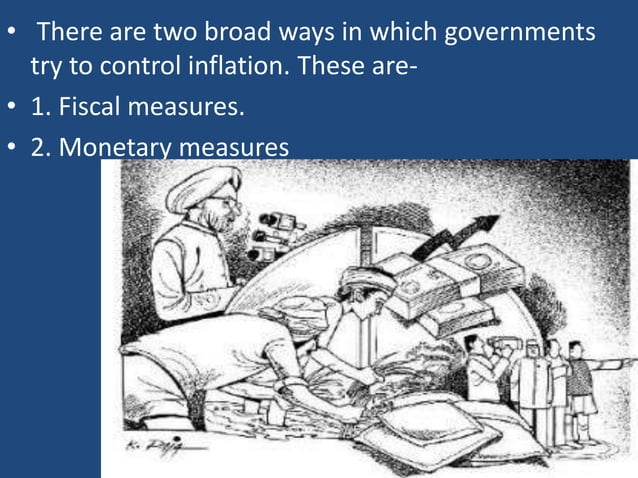 • There are two broad ways in which governments
try to control inflation. These are-
• 1. Fiscal measures.
• 2. Monetary measures